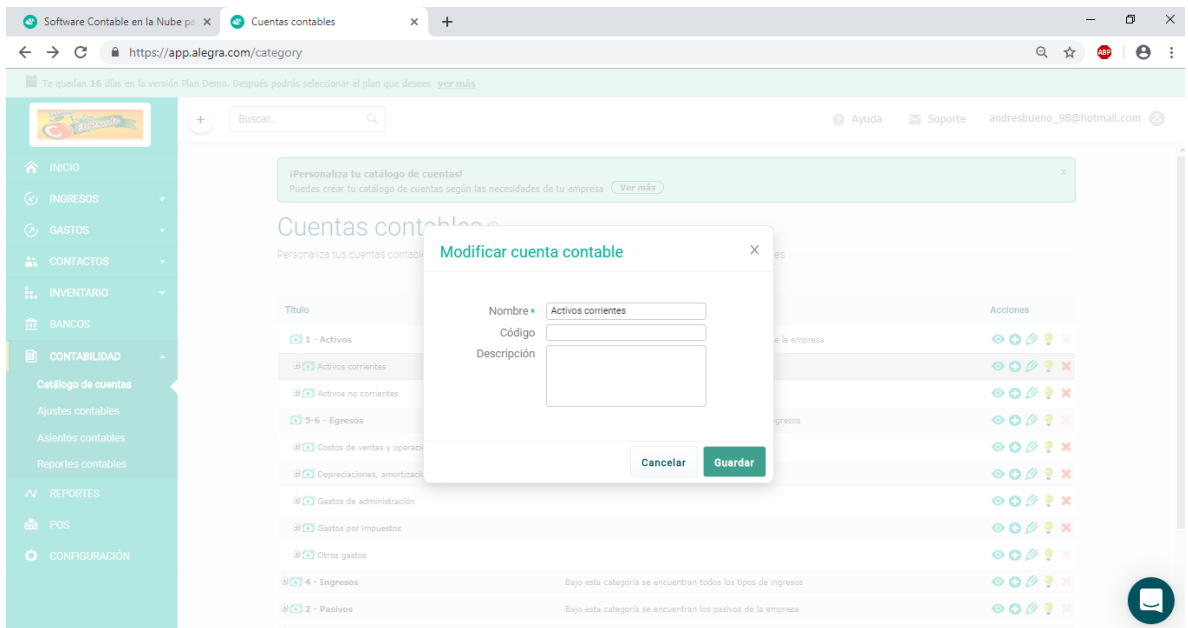 Software Contable en la Nube pa
Cuentas contables
https://app.alegra.com/category
ABP
Te quedan 16 días en la versión Plan Demo. Después podrás seleccionar el plan que desees ver más
Buscar...
Ayuda
Soporte
andresbueno_98@hotmail.com
INICIO
INGRESOS
GASTOS
CONTACTOS
INVENTARIO
BANCOS
CONTABILIDAD
Catálogo de cuentas
Ajustes contables
Asientos contables
Reportes contables
REPORTES
POS
CONFIGURACIÓN
¡Personaliza tu catálogo de cuentas!
Puedes crear tu catálogo de cuentas según las necesidades de tu empresa Ver más
Cuentas contables
Personaliza tus cuentas contabl
es
Título
Acciones
1 - Activos
e la empresa
Activos corrientes
Activos no corrientes
5-6 - Egresos
gresos
Costos de ventas y operaci
Depreciaciones, amortizacio
Gastos de administración
Gastos por impuestos
Otros gastos
4 - Ingresos
Bajo esta categoría se encuentran todos los tipos de ingresos
2 - Pasivos
Bajo esta categoría se encuentran los pasivos de la empresa
Modificar cuenta contable
Nombre
Activos corrientes
Código
Descripción
Cancelar
Guardar